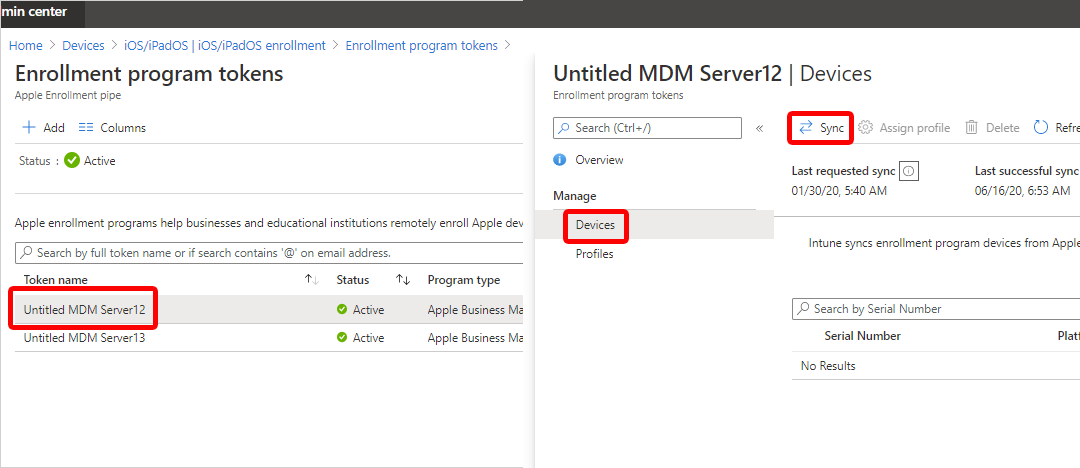 min center
Home > Devices > iOS/iPadOS | iOS/iPadOS enrollment > Enrollment program tokens >
Enrollment program tokens
Apple Enrollment pipe
Add Columns
Status : Active
Apple enrollment programs help businesses and educational institutions remotely enroll Apple dev
Search by full token name or if search contains '@' on email address.
Token name Status Program type
Untitled MDM Server12 Active Apple Business Ma
Untitled MDM Server13 Active Apple Business Ma
Untitled MDM Server12 | Devices
Enrollment program tokens
Search (Ctrl+/) «
Overview
Manage
Devices
Profiles
Sync Assign profile Delete Refre
Last requested sync Last successful sync
01/30/20, 5:40 AM 06/16/20, 6:53 AM
Intune syncs enrollment program devices from Apple
Search by Serial Number
Serial Number Platf
No Results